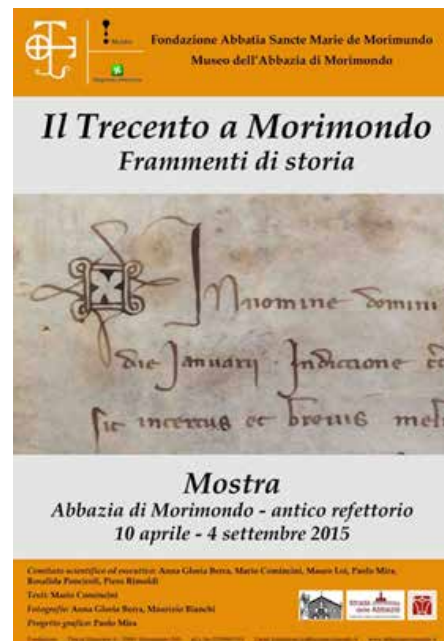 Fondazione Abbatia Sancte Marie de Morimundo
Museo dell'Abbazia di Morimondo
Il Trecento a Morimondo
Frammenti di storia
In nomine domini
die Januarii Indictione
sit incertus et brevis
Mostra
Abbazia di Morimondo - antico refettorio
10 aprile - 4 settembre 2015
Comitato scientifico ed esecutivo: Anna Gloria Berra, Mario Comincini, Mauro Loi, Paolo Mira,
Rosalida Ponciroli, Piero Rimoldi
Testi: Mario Comincini
Fotografie: Anna Gloria Berra, Maurizio Bianchi
Progetto grafico: Paolo Mira